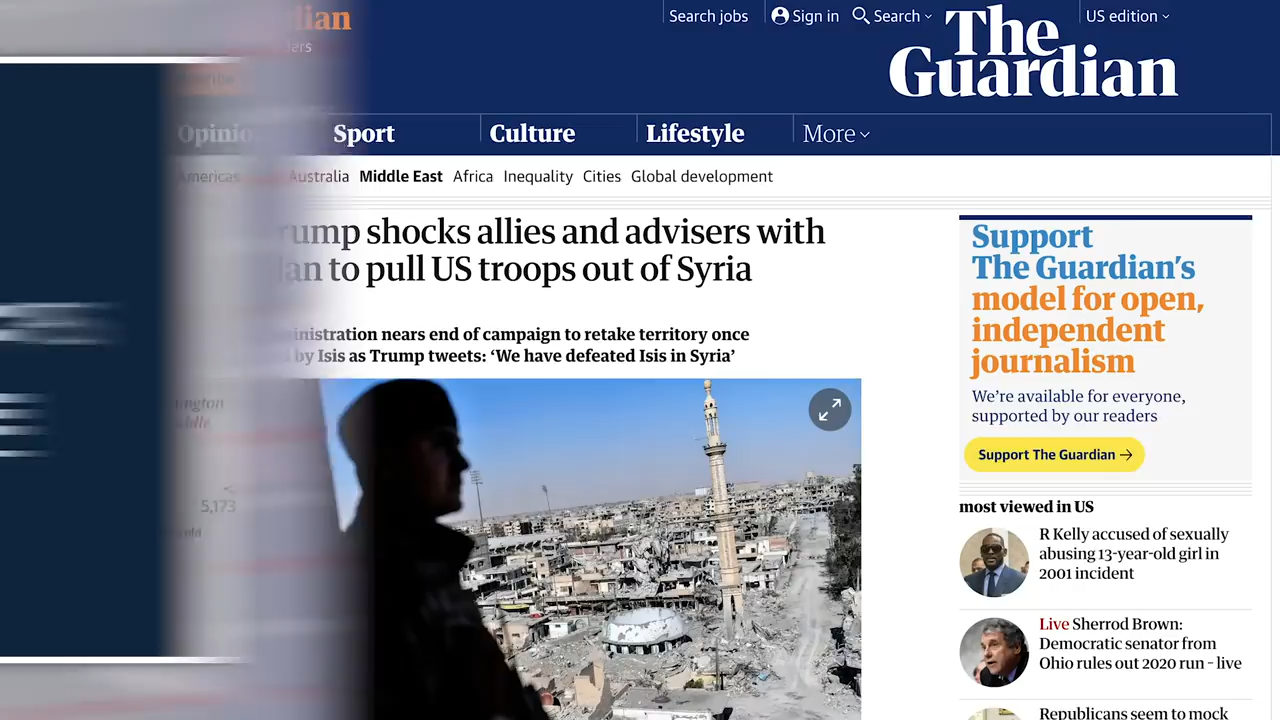 Search jobs
Sign in
Search
US edition
The
Guardian
Sport
Culture
Lifestyle
More
Americas
Australia
Middle East
Africa
Inequality
Cities
Global development
shocks allies and advisers with
to pull US troops out of Syria
nears end of campaign to retake territory once
by Isis as Trump tweets: ‘We have defeated Isis in Syria’
5,173
Support
The Guardian’s
model for open,
independent
journalism
We’re available for everyone,
supported by our readers
Support The Guardian →
most viewed in US
R Kelly accused of sexually
abusing 13-year-old girl in
2001 incident
Live Sherrod Brown:
Democratic senator from
Ohio rules out 2020 run – live
Republicans seem to mock